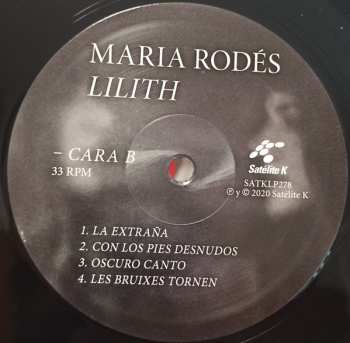 MARIA RODÉS
LILITH
– CARA B
33 RPM
Satélite K
SATKLP278
℗ y © 2020 Satélite K
1. LA EXTRAÑA
2. CON LOS PIES DESNUDOS
3. OSCURO CANTO
4. LES BRUIXES TORNEN